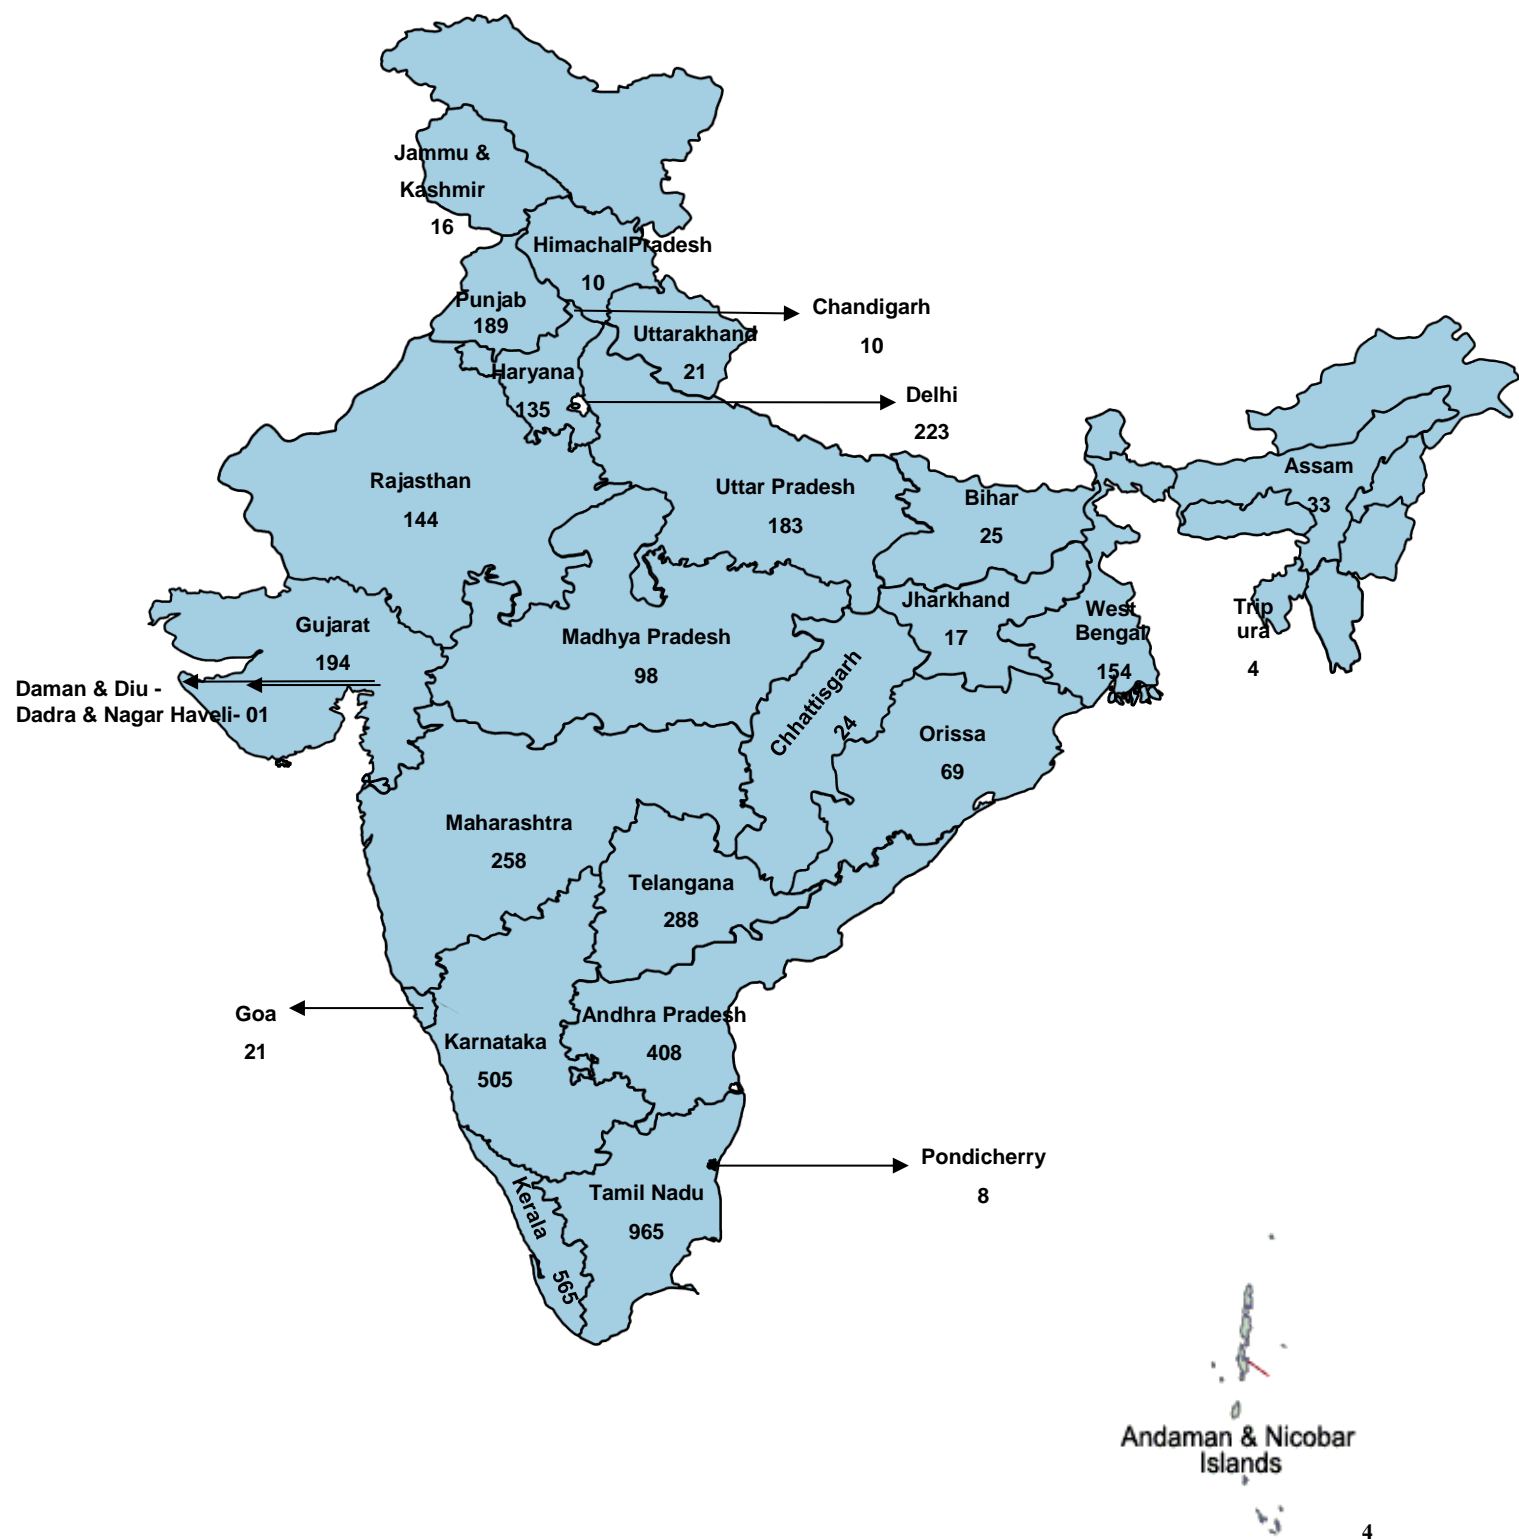 Jammu &
Kashmir
16
HimachalPradesh
10
Punjab
189
Chandigarh
10
Uttarakhand
21
Haryana
135
Delhi
223
Rajasthan
144
Uttar Pradesh
183
Bihar
25
Assam
33
Gujarat
194
Madhya Pradesh
98
Jharkhand
17
West
Bengal
154
Trip
ura
4
Daman & Diu -
Dadra & Nagar Haveli- 01
Chhattisgarh
24
Orissa
69
Maharashtra
258
Telangana
288
Goa
21
Karnataka
505
Andhra Pradesh
408
Pondicherry
8
Kerala
565
Tamil Nadu
965
Andaman & Nicobar
Islands
4